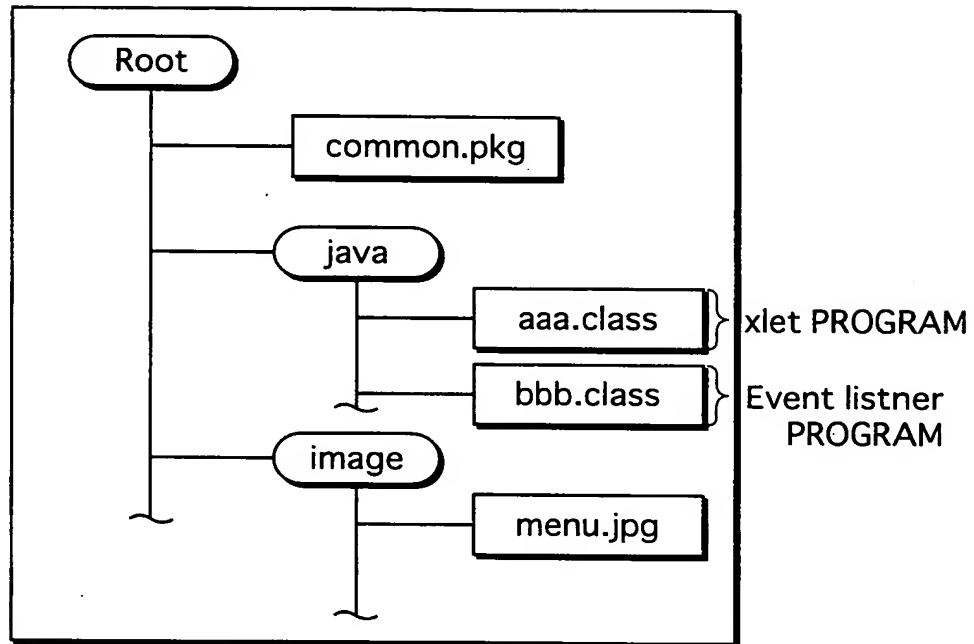 Root
common.pkg
java
aaa.class
xlet PROGRAM
bbb.class
Event listner
PROGRAM
image
menu.jpg